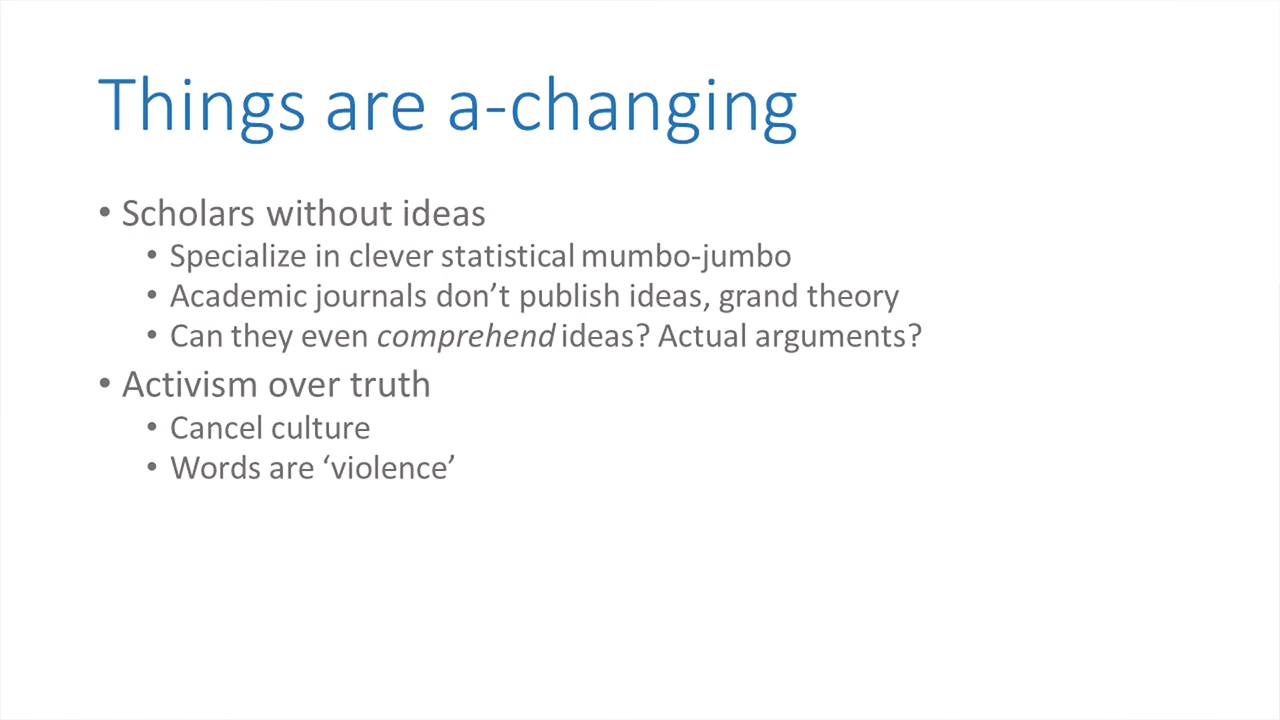 Things are a-changing
• Scholars without ideas
• Specialize in clever statistical mumbo-jumbo
• Academic journals don’t publish ideas, grand theory
• Can they even comprehend ideas? Actual arguments?
• Activism over truth
• Cancel culture
• Words are ‘violence’